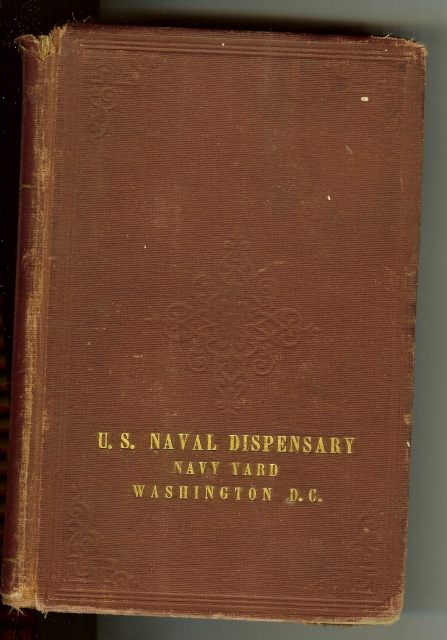 U. S. NAVAL DISPENSARY
NAVY YARD
WASHINGTON D. C.